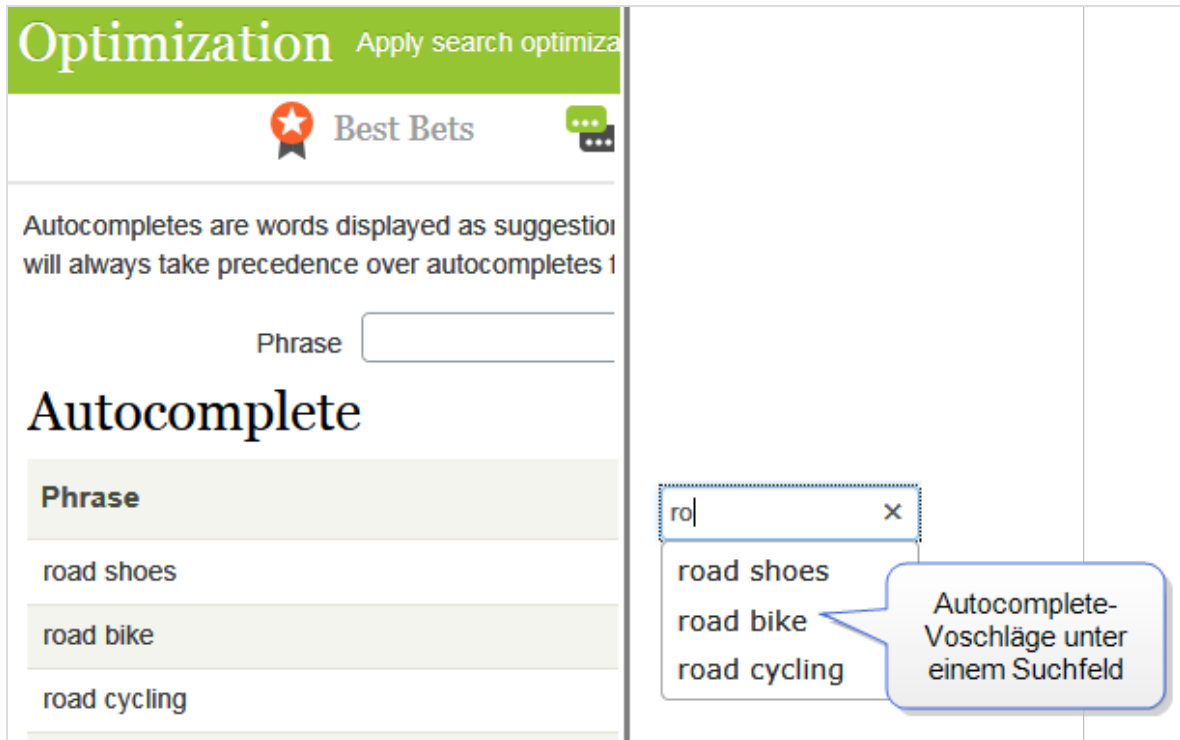 Optimization Apply search optimiza
Best Bets
Autocompletes are words displayed as suggestion
will always take precedence over autocompletes f
Phrase
Autocomplete
Phrase
road shoes
road bike
road cycling
ro
road shoes
road bike
road cycling
Autocomplete-
Voschläge unter
einem Suchfeld